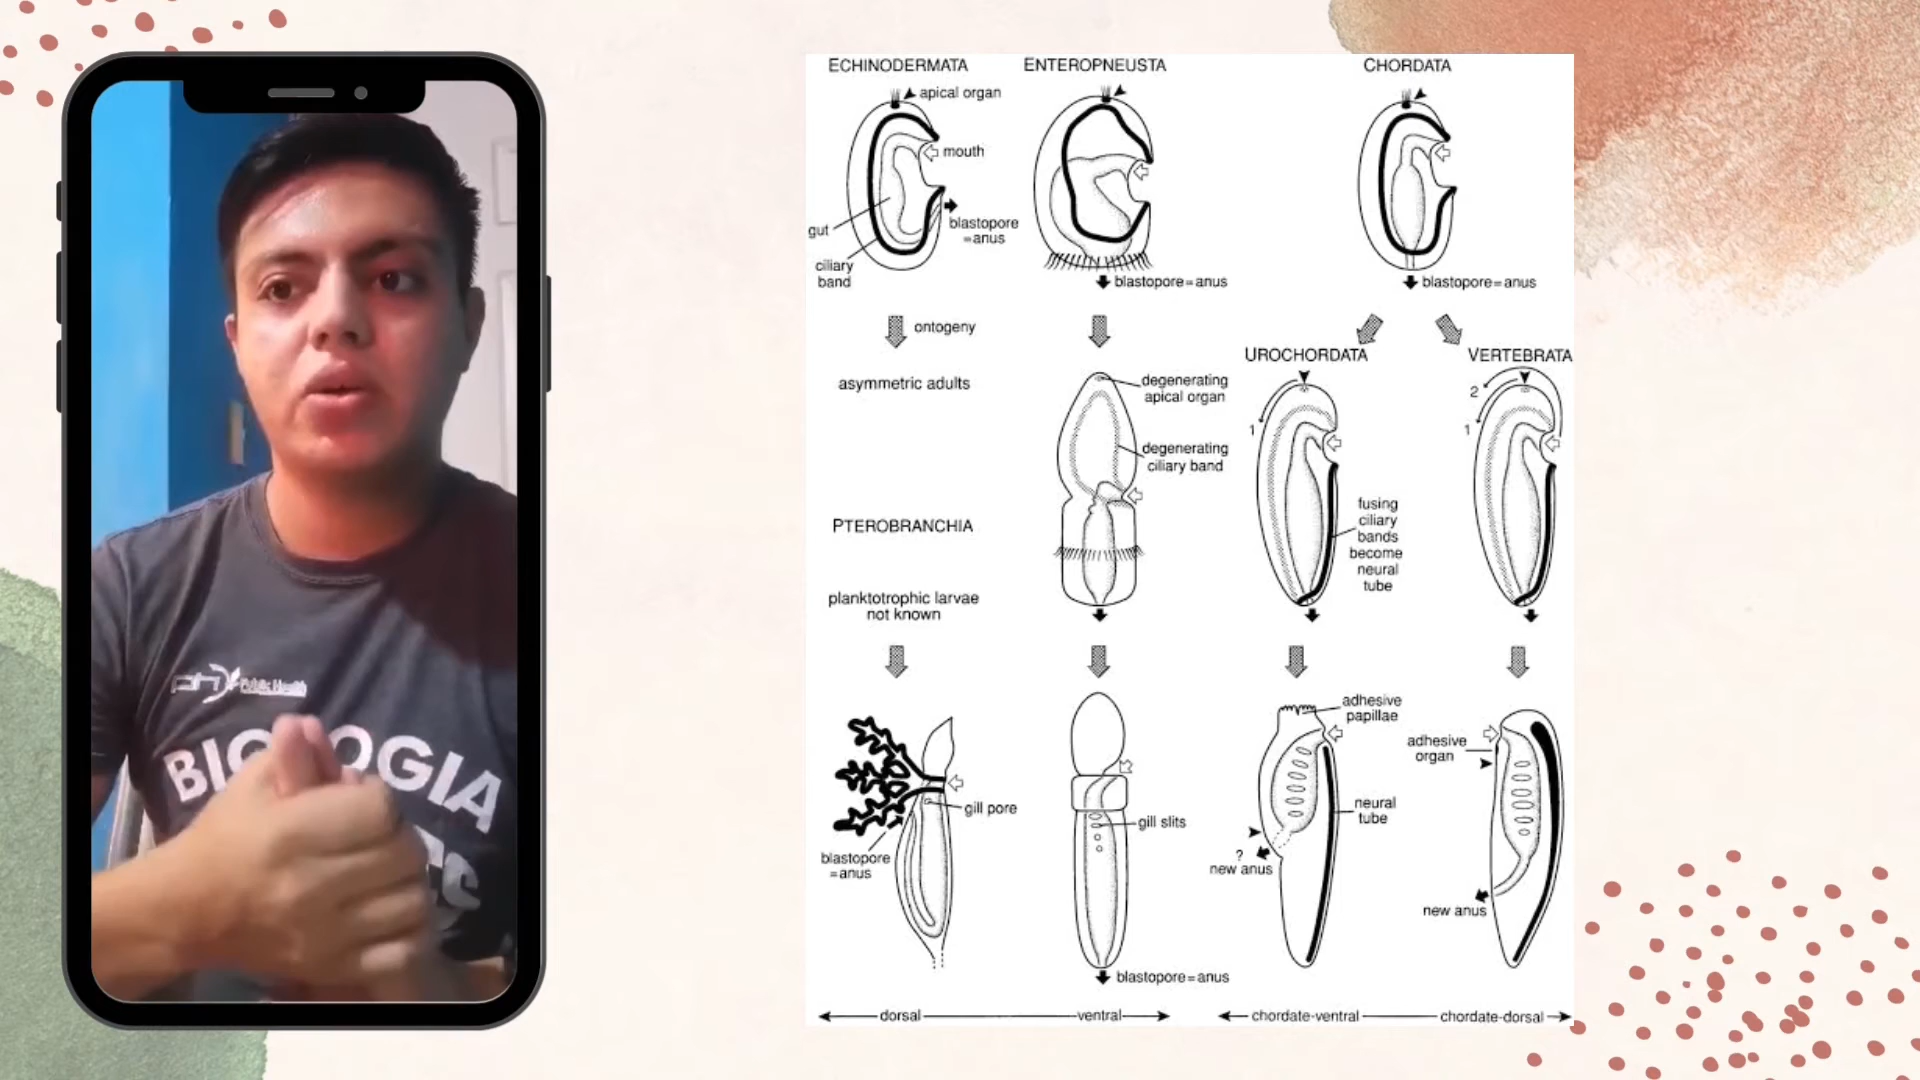 Public Health
BIOLOGIA
ECHINODERMATA
ENTEROPNEUSTA
CHORDATA
apical organ
mouth
blastopore
=anus
gut
ciliary
band
blastopore=anus
blastopore=anus
ontogeny
asymmetric adults
UROCHORDATA
VERTEBRATA
degenerating
apical organ
degenerating
ciliary band
1
2
1
fusing
ciliary
bands
become
neural
tube
PTEROBRANCHIA
planktotrophic larvae
not known
adhesive
papillae
adhesive
organ
gill pore
gill slits
neural
tube
blastopore
=anus
?
new anus
new anus
blastopore=anus
dorsal
ventral
chordate-ventral
chordate-dorsal